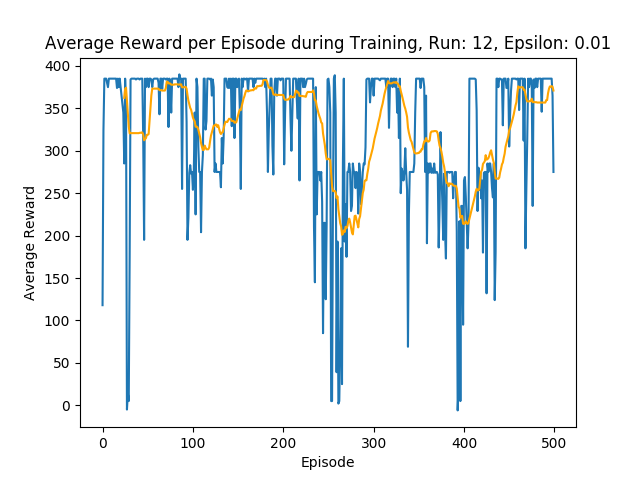 Average Reward per Episode during Training, Run: 12, Epsilon: 0.01
400
350
300
250
200
150
100
50
0
Average Reward
0 100 200 300 400 500
Episode